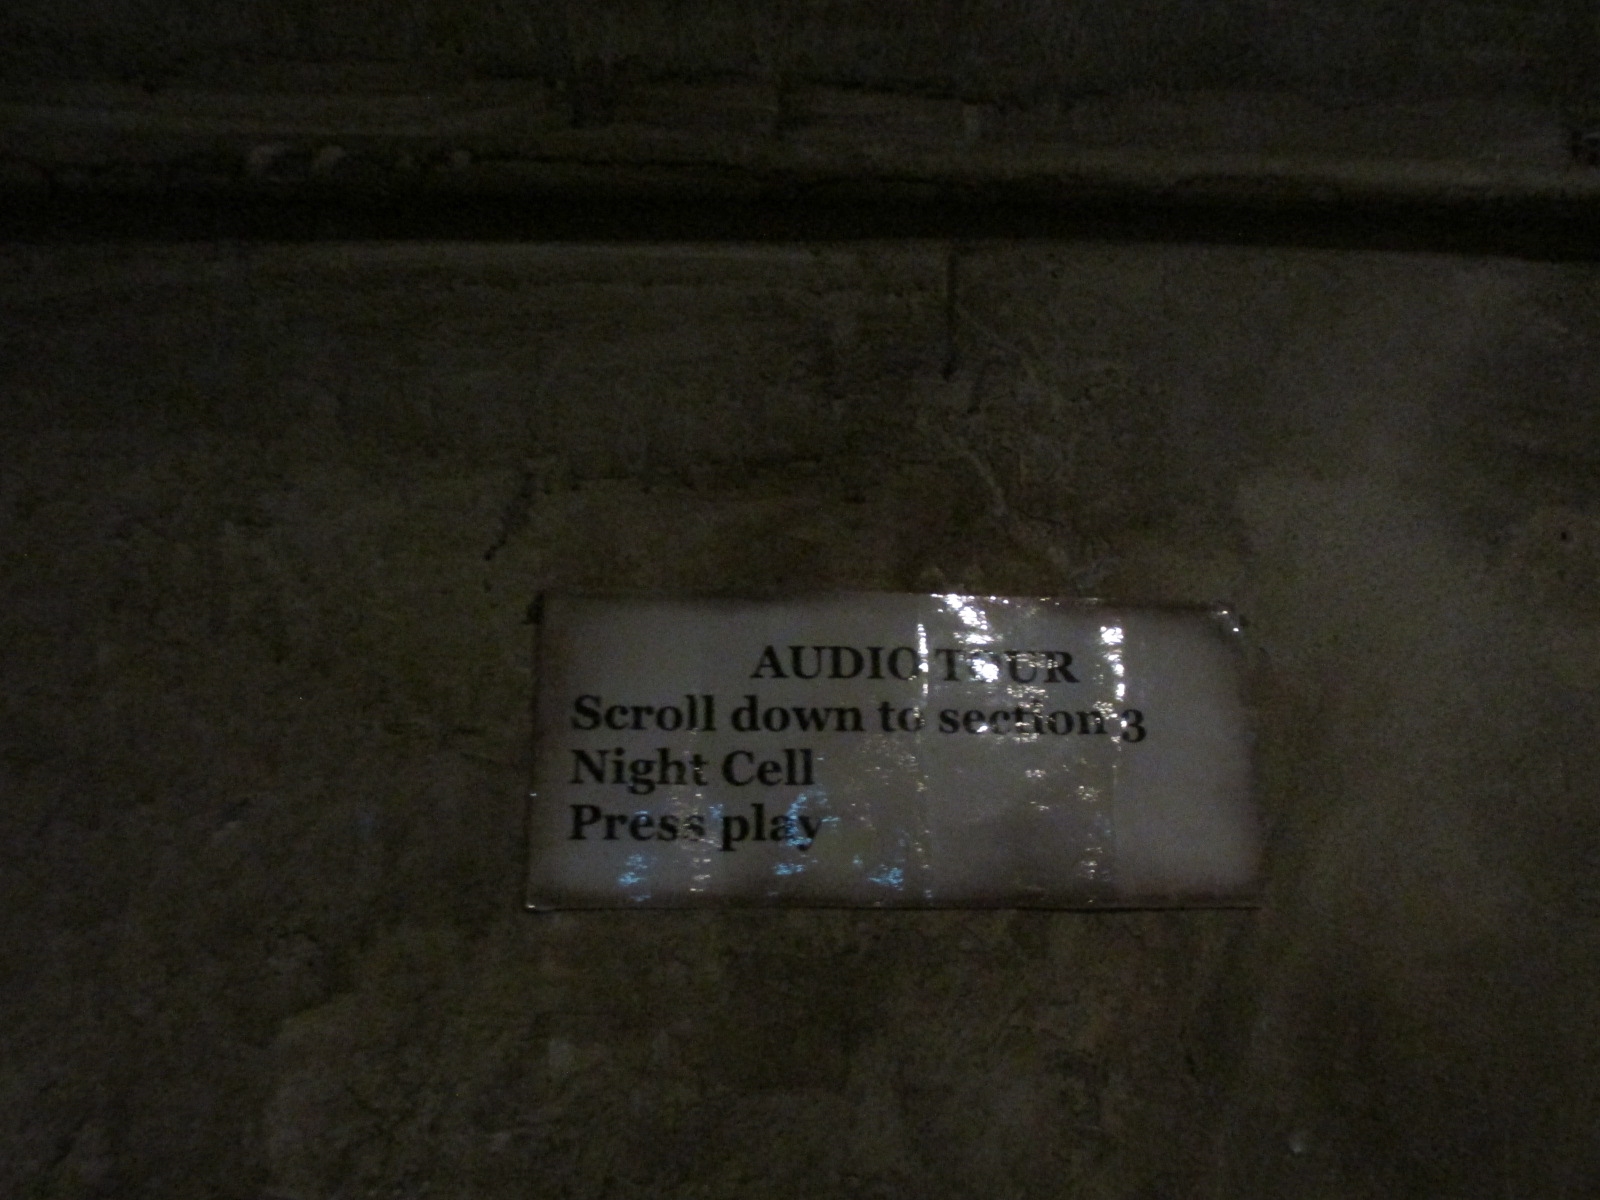 AUDIO TOUR
Scroll down to section 3
Night Cell
Press play